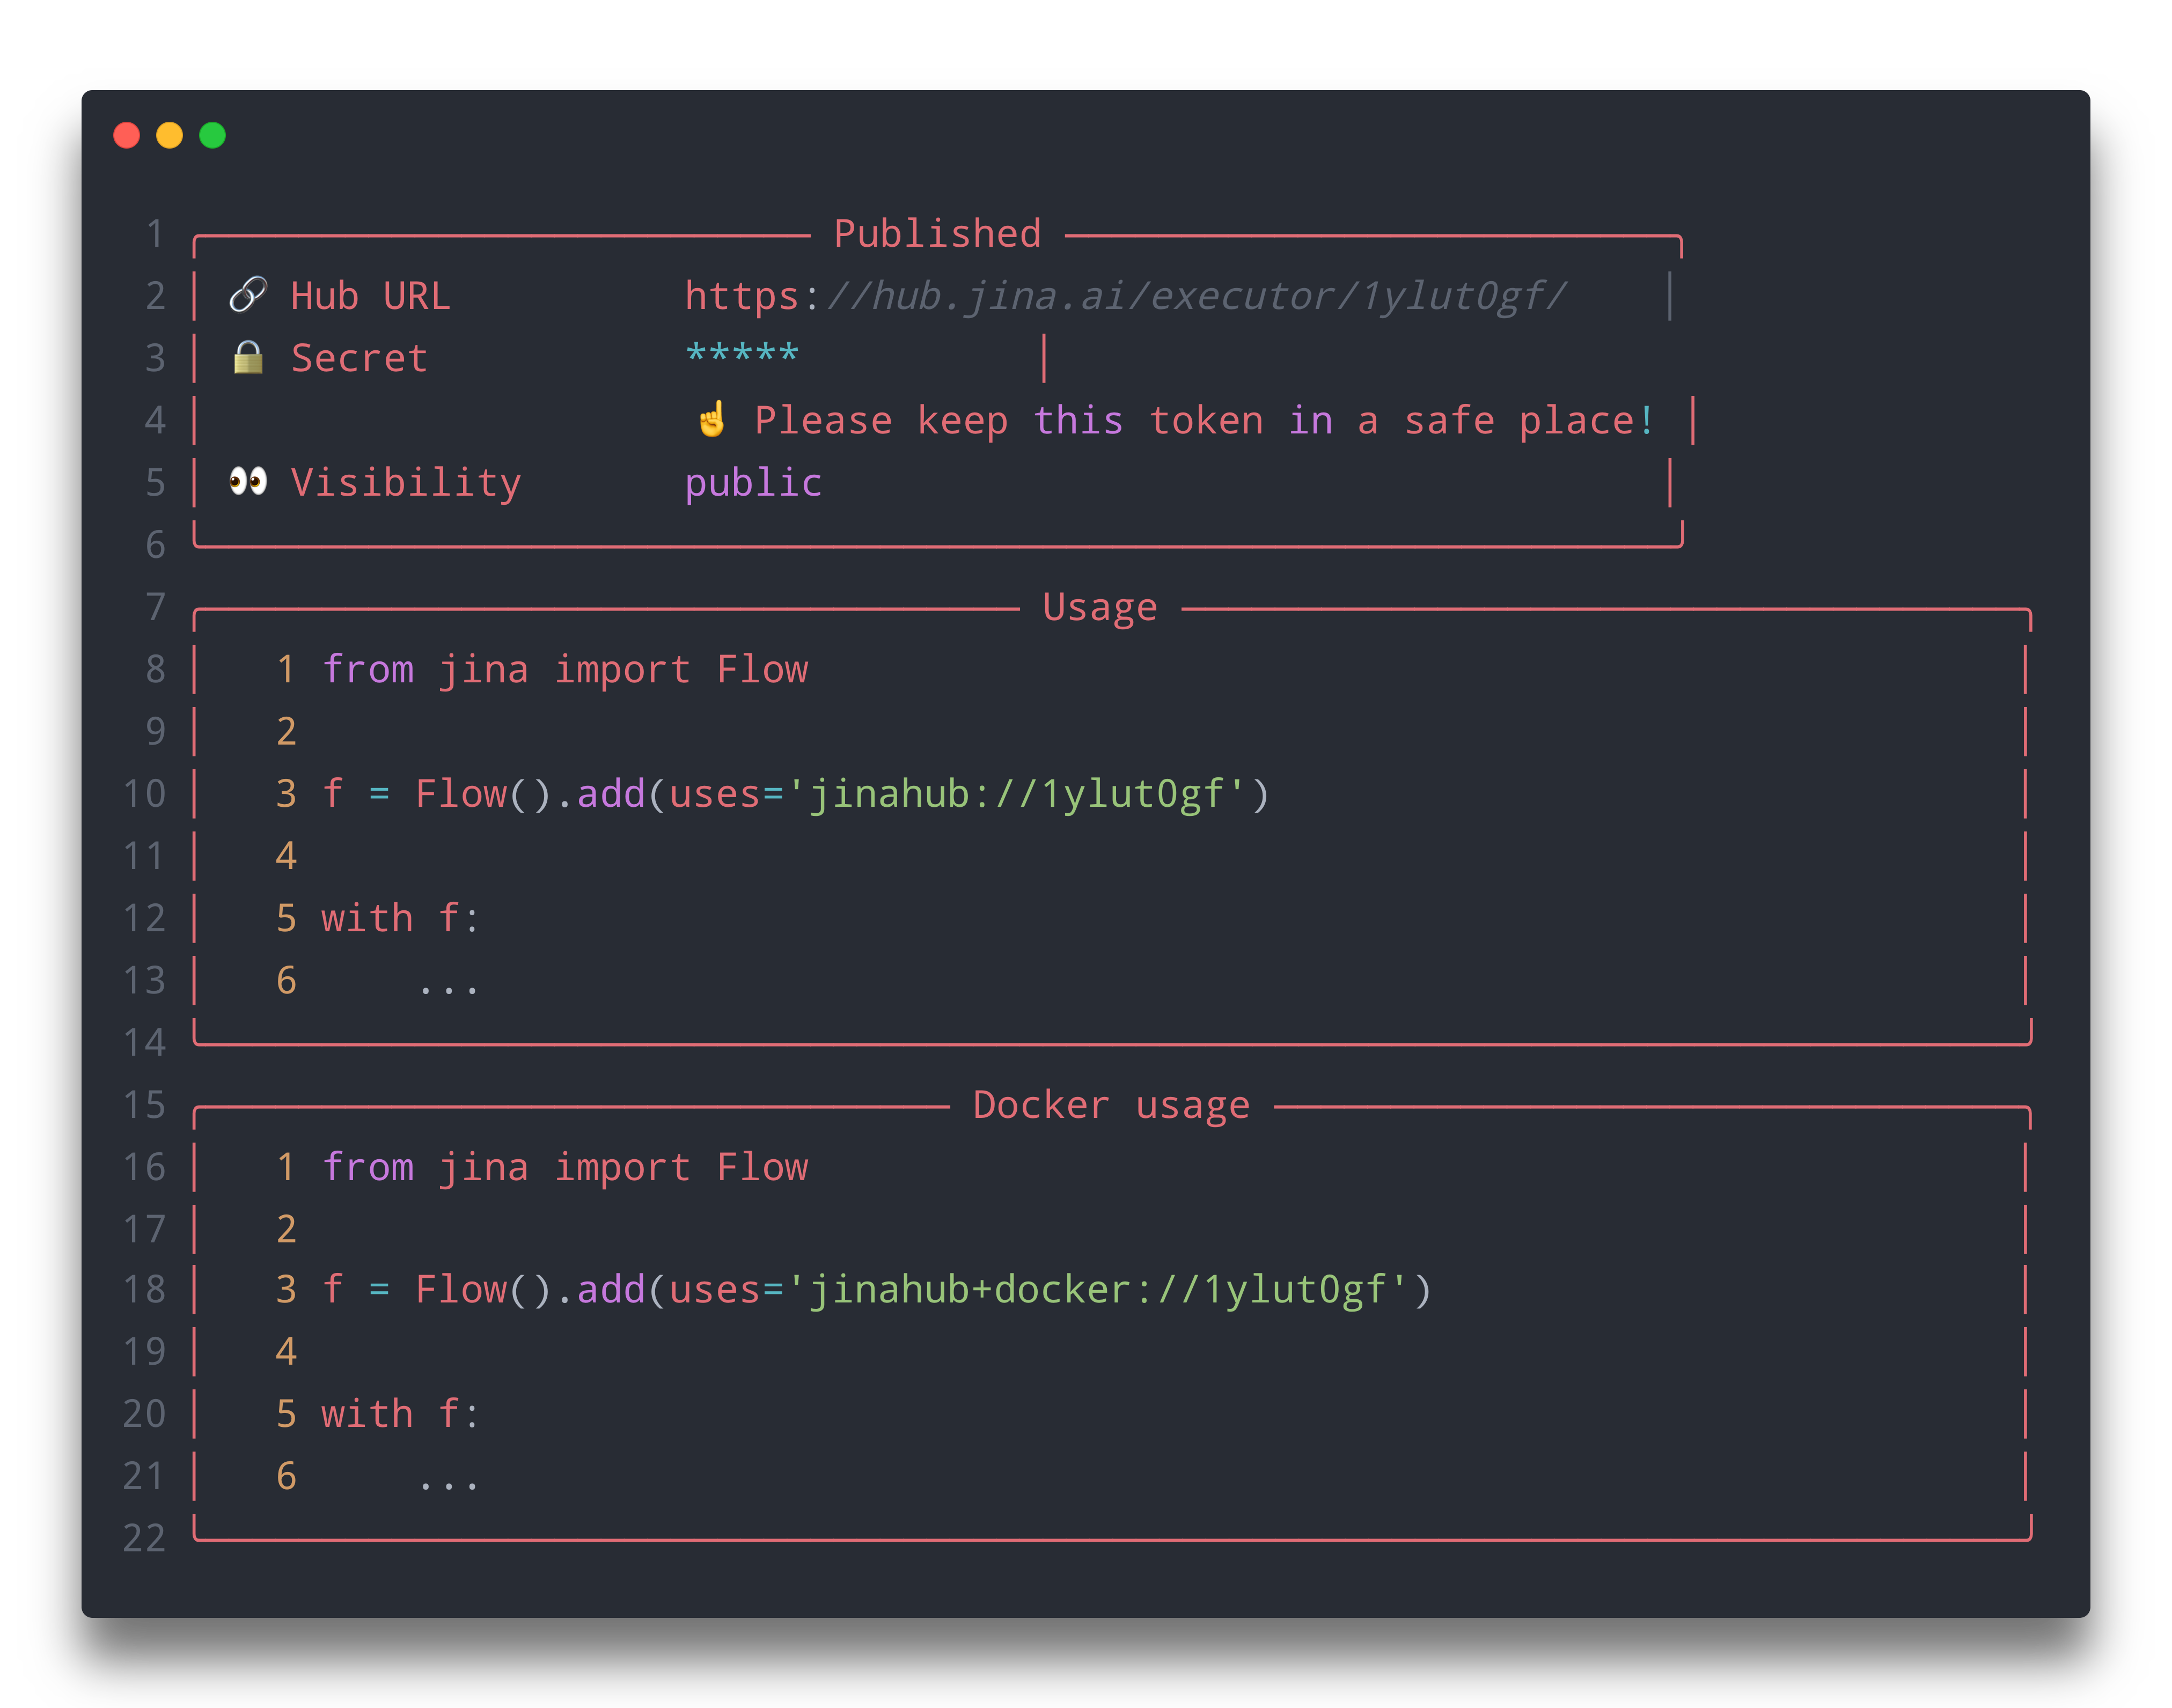 1 Published
2 🔗 Hub URL https://hub.jina.ai/executor/1ylut0gf/
3 🔒 Secret *****
4 ☝️ Please keep this token in a safe place!
5 👀 Visibility public
6
7 Usage
8 1 from jina import Flow
9 2
10 3 f = Flow().add(uses='jinahub://1ylut0gf')
11 4
12 5 with f:
13 6 ...
14
15 Docker usage
16 1 from jina import Flow
17 2
18 3 f = Flow().add(uses='jinahub+docker://1ylut0gf')
19 4
20 5 with f:
21 6 ...
22